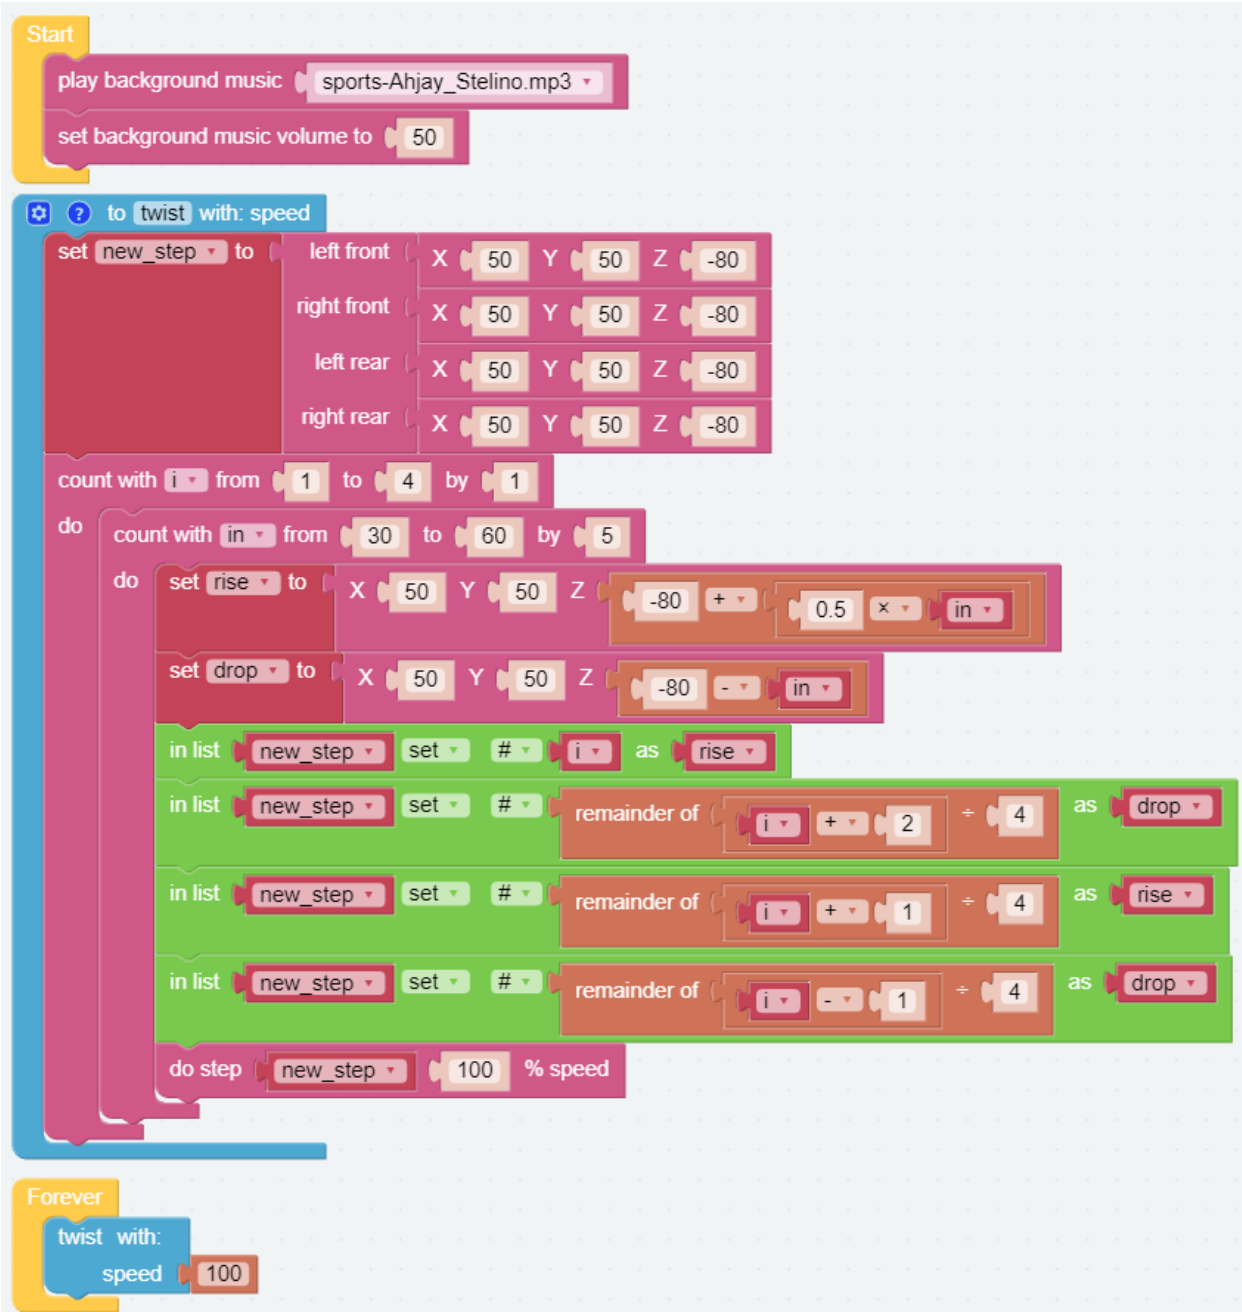 Start
play background music sports-Ahjay_Stelino.mp3
set background music volume to 50
? to twist with: speed
set new_step to left front X 50 Y 50 Z -80
right front X 50 Y 50 Z -80
left rear X 50 Y 50 Z -80
right rear X 50 Y 50 Z -80
count with i from 1 to 4 by 1
do count with in from 30 to 60 by 5
do set rise to X 50 Y 50 Z -80 + 0.5 × in
set drop to X 50 Y 50 Z -80 - in
in list new_step set # i as rise
in list new_step set # remainder of i + 2 ÷ 4 as drop
in list new_step set # remainder of i + 1 ÷ 4 as rise
in list new_step set # remainder of i - 1 ÷ 4 as drop
do step new_step 100 % speed
Forever
twist with:
speed 100